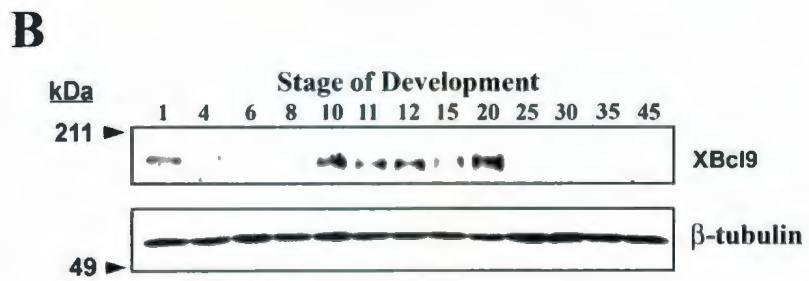 B
kDa
Stage of Development
1 4 6 8 10 11 12 15 20 25 30 35 45
211
XBcl9
β-tubulin
49